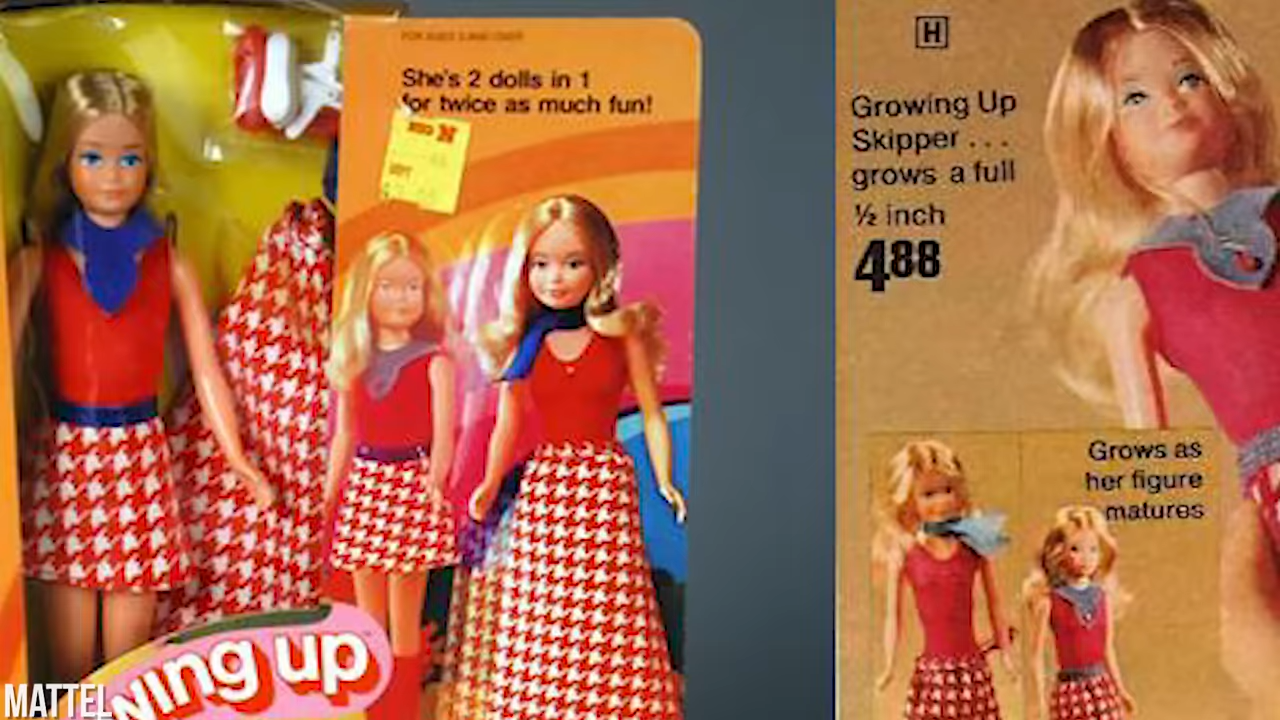 She's 2 dolls in 1
for twice as much fun!
ning up
MATTEL
H
Growing Up
Skipper . . .
grows a full
½ inch
488
Grows as
her figure
matures